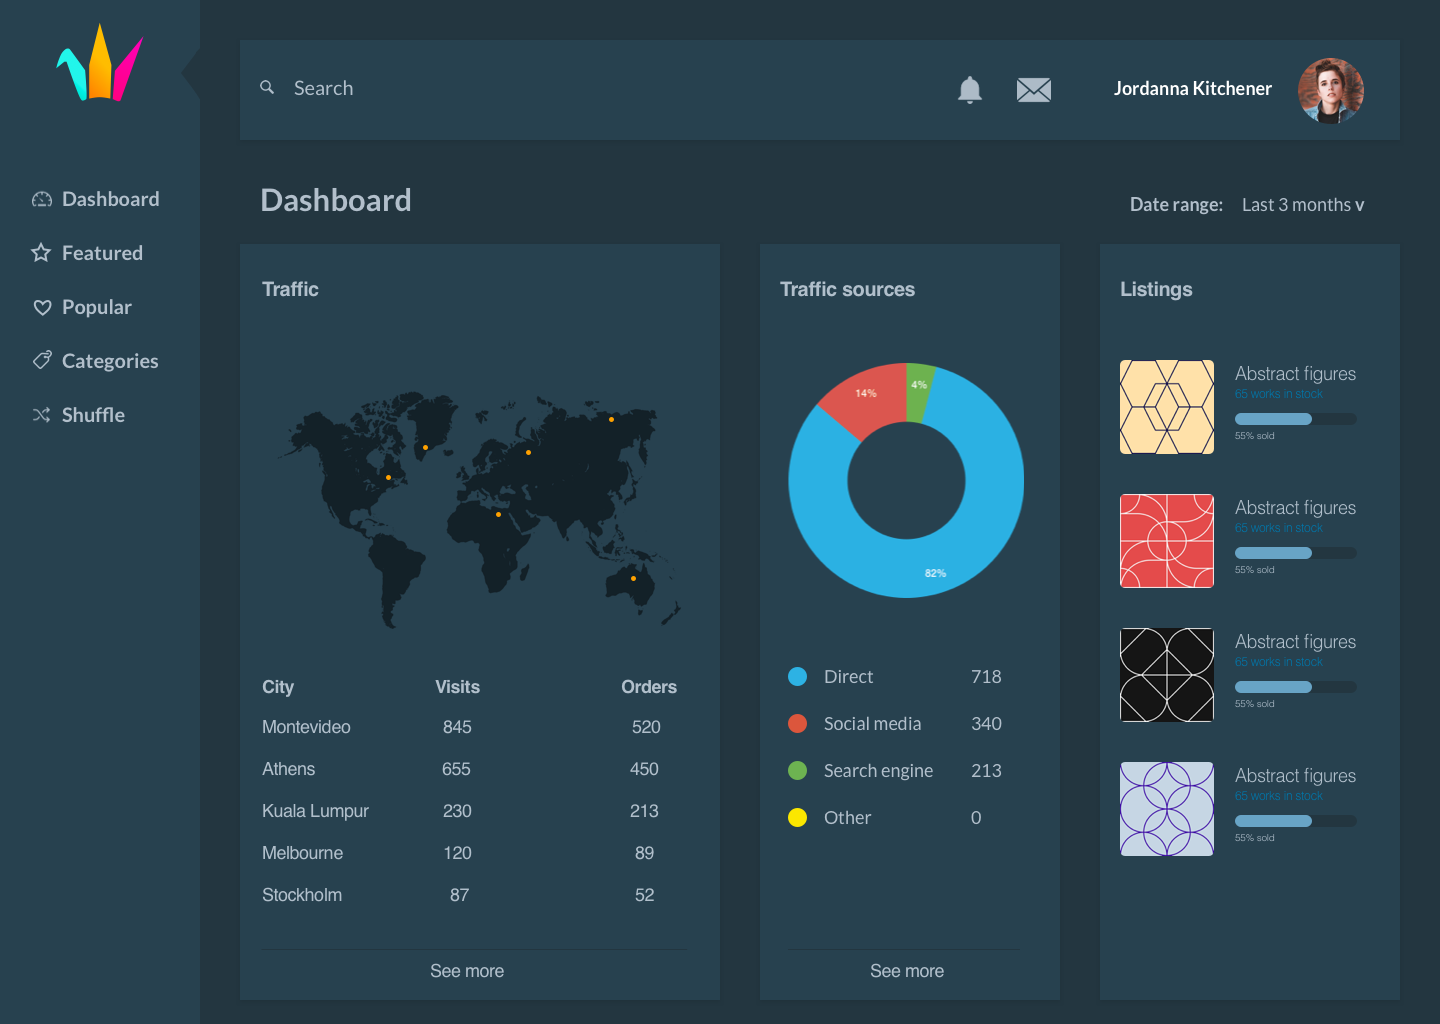 Search
Jordanna Kitchener
Dashboard
Featured
Popular
Categories
Shuffle
Dashboard
Date range: Last 3 months v
Traffic
City Visits Orders
Montevideo 845 520
Athens 655 450
Kuala Lumpur 230 213
Melbourne 120 89
Stockholm 87 52
See more
Traffic sources
14%
4%
82%
Direct 718
Social media 340
Search engine 213
Other 0
See more
Listings
Abstract figures
65 works in stock
55% sold
Abstract figures
65 works in stock
55% sold
Abstract figures
65 works in stock
55% sold
Abstract figures
65 works in stock
55% sold